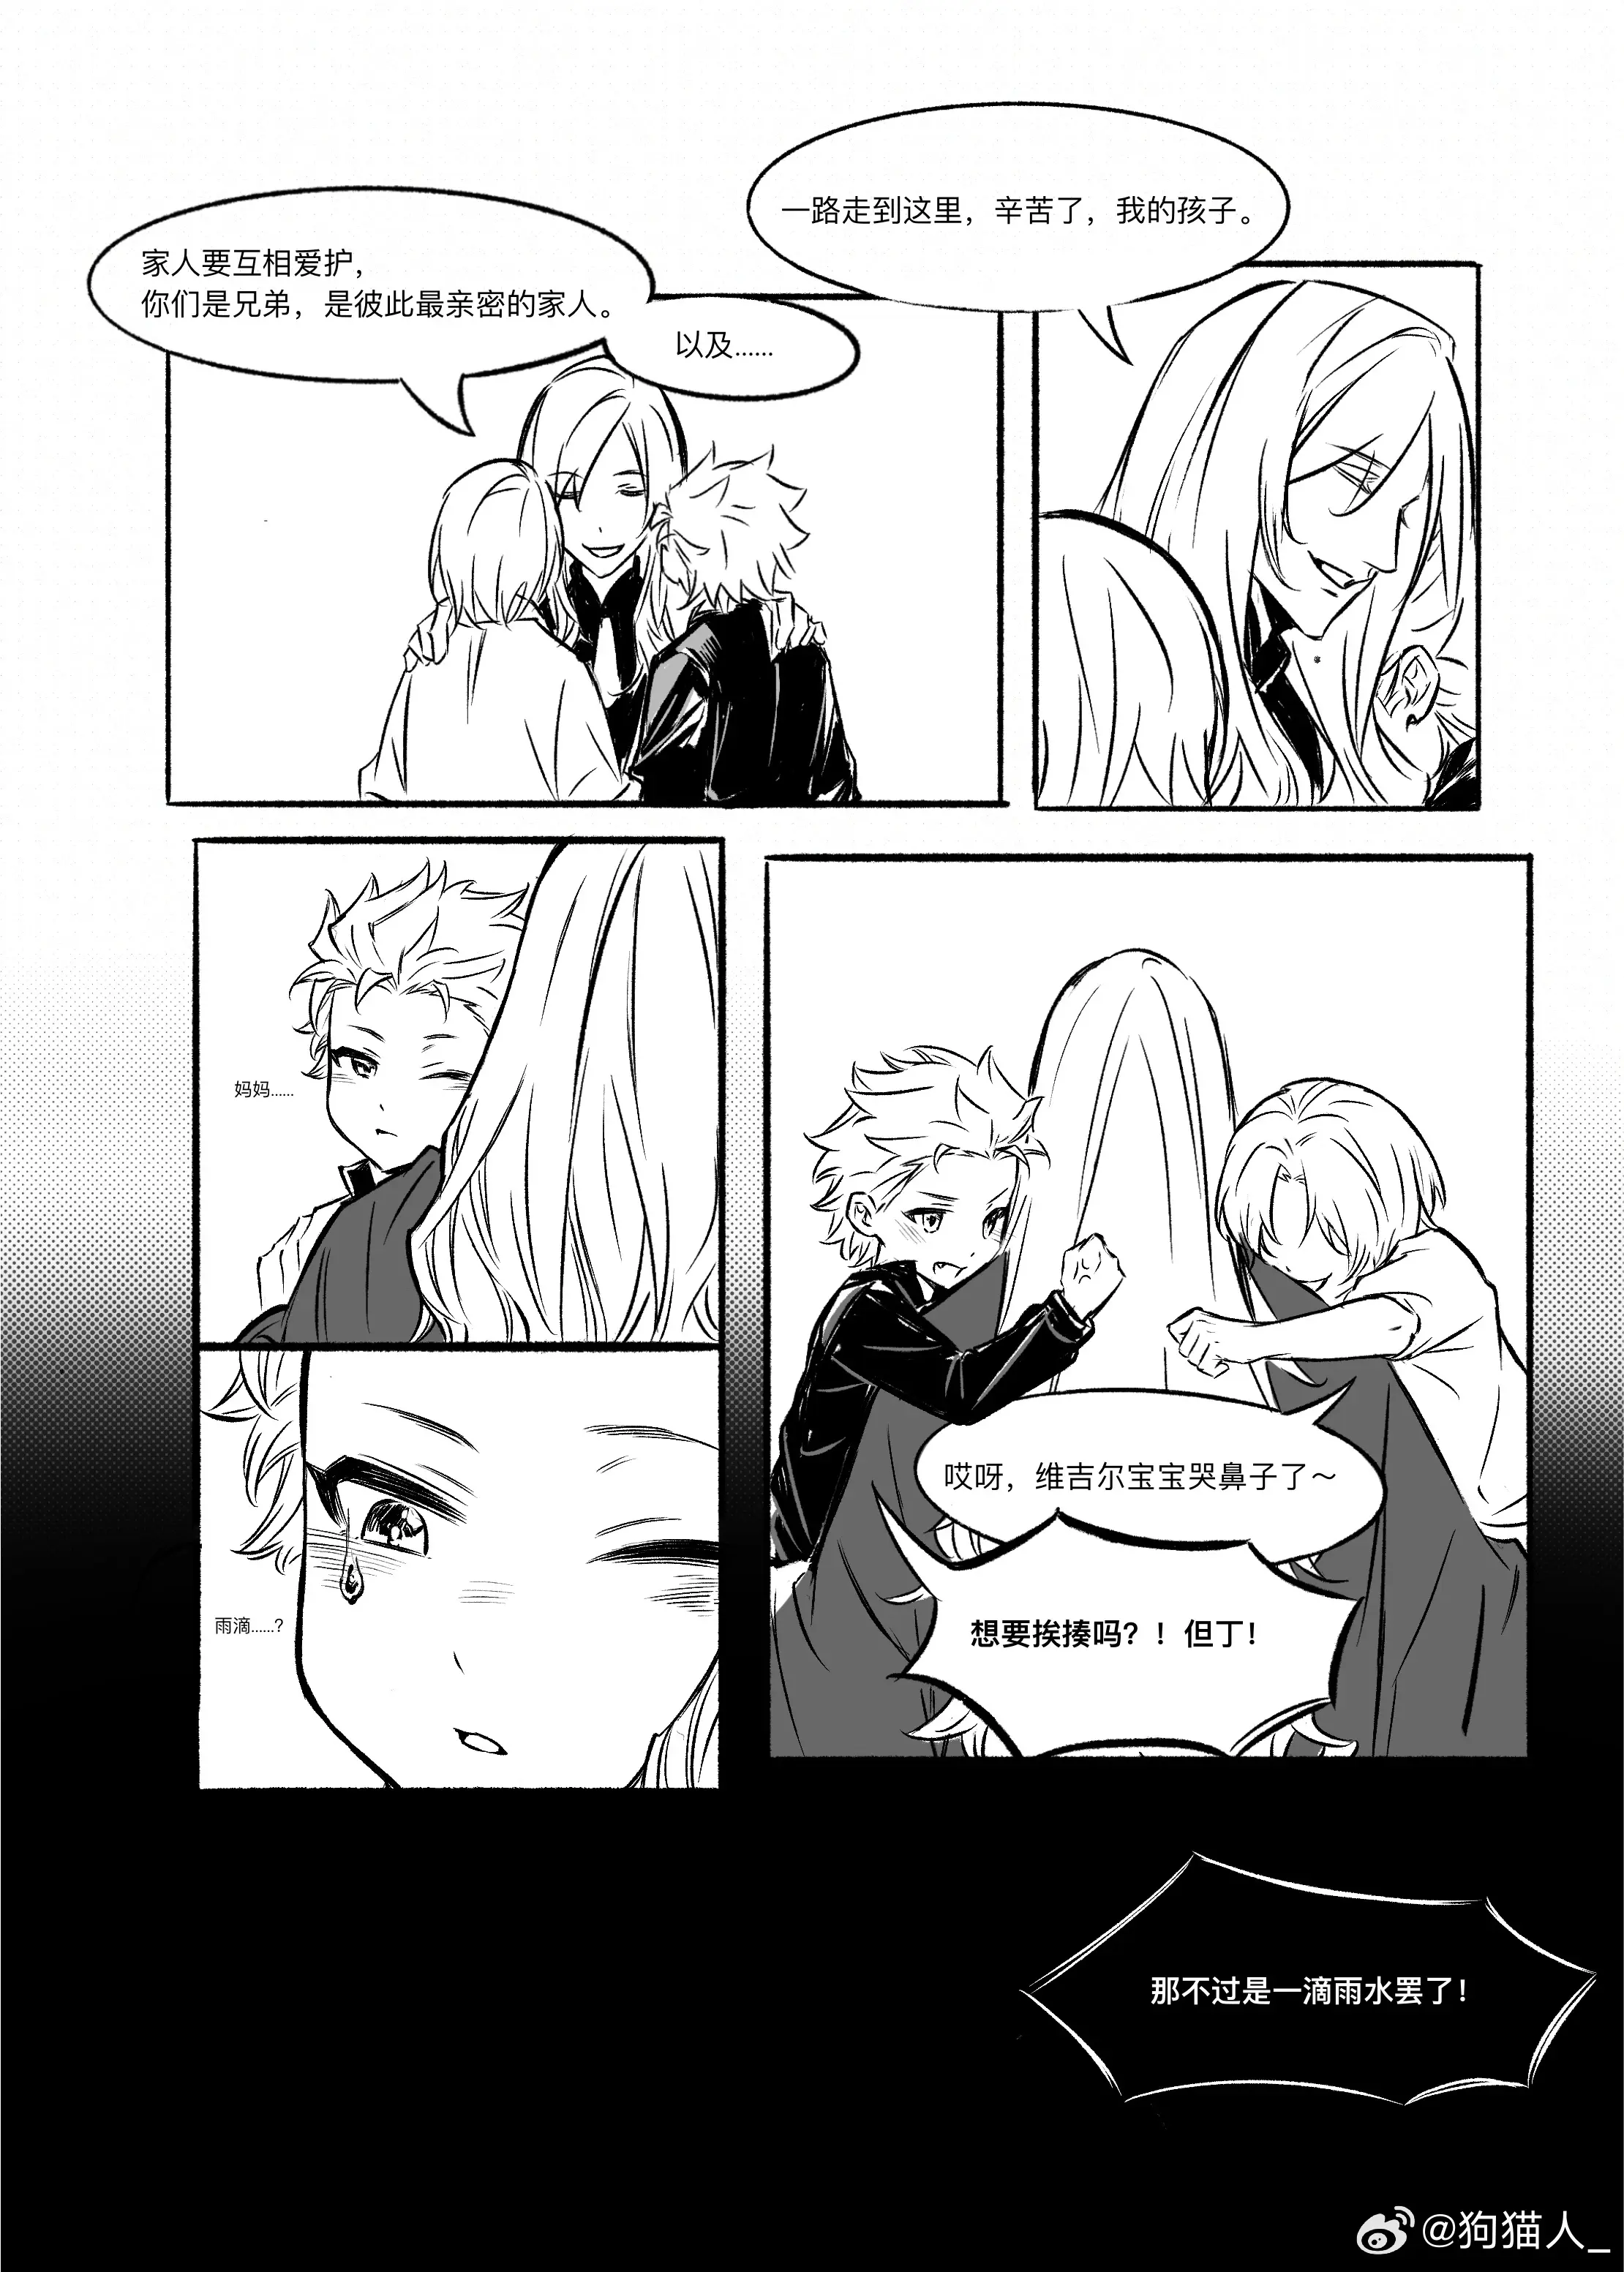 家人要互相爱护，
你们是兄弟，是彼此最亲密的家人。
以及……
一路走到这里，辛苦了，我的孩子。
妈妈……
雨滴……？
哎呀，维吉尔宝宝哭鼻子了～
想要挨揍吗？！但丁！
那不过是一滴雨水罢了！
@狗猫人_